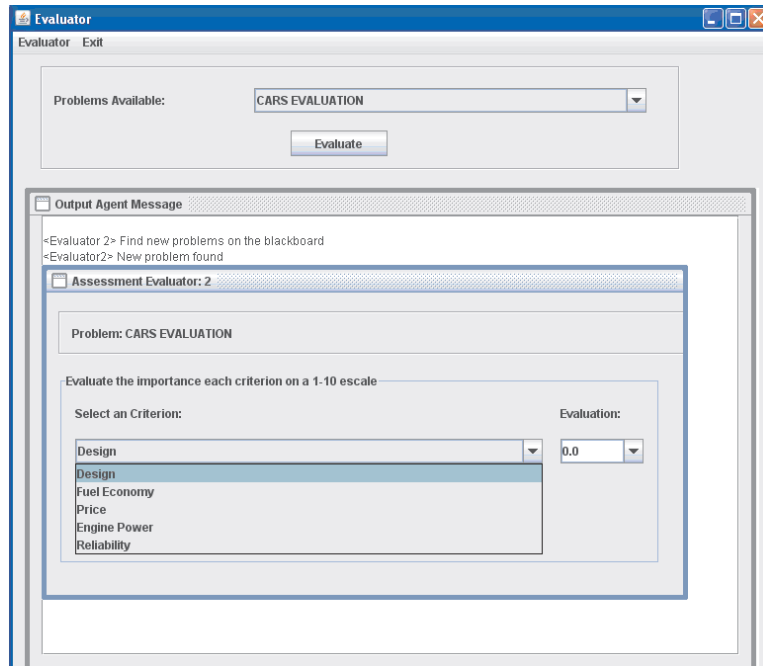 Evaluator
Evaluator Exit
Problems Available:
CARS EVALUATION
Evaluate
Output Agent Message
<Evaluator 2> Find new problems on the blackboard
<Evaluator2> New problem found
Assessment Evaluator: 2
Problem: CARS EVALUATION
Evaluate the importance each criterion on a 1-10 escale
Select an Criterion:
Evaluation:
Design
0.0
Design
Fuel Economy
Price
Engine Power
Reliability